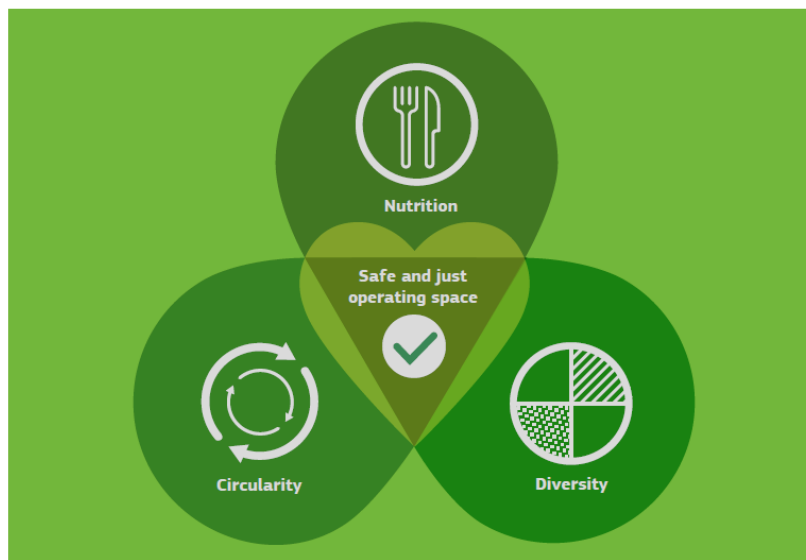 Nutrition
Safe and just
operating space
Circularity
Diversity